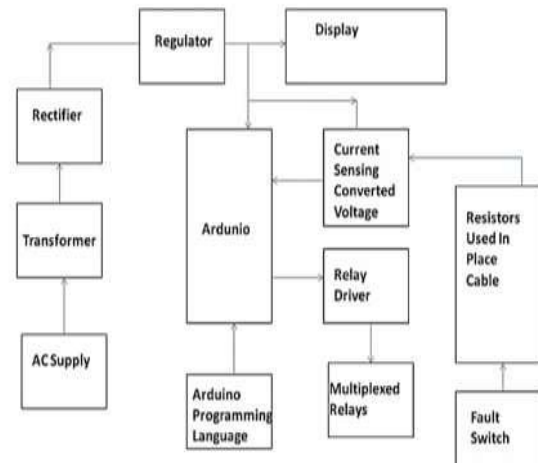 Regulator
Display
Rectifier
Current
Sensing
Converted
Voltage
Ardunio
Resistors
Used In
Place
Cable
Transformer
Relay
Driver
AC Supply
Arduino
Programming
Language
Multiplexed
Relays
Fault
Switch